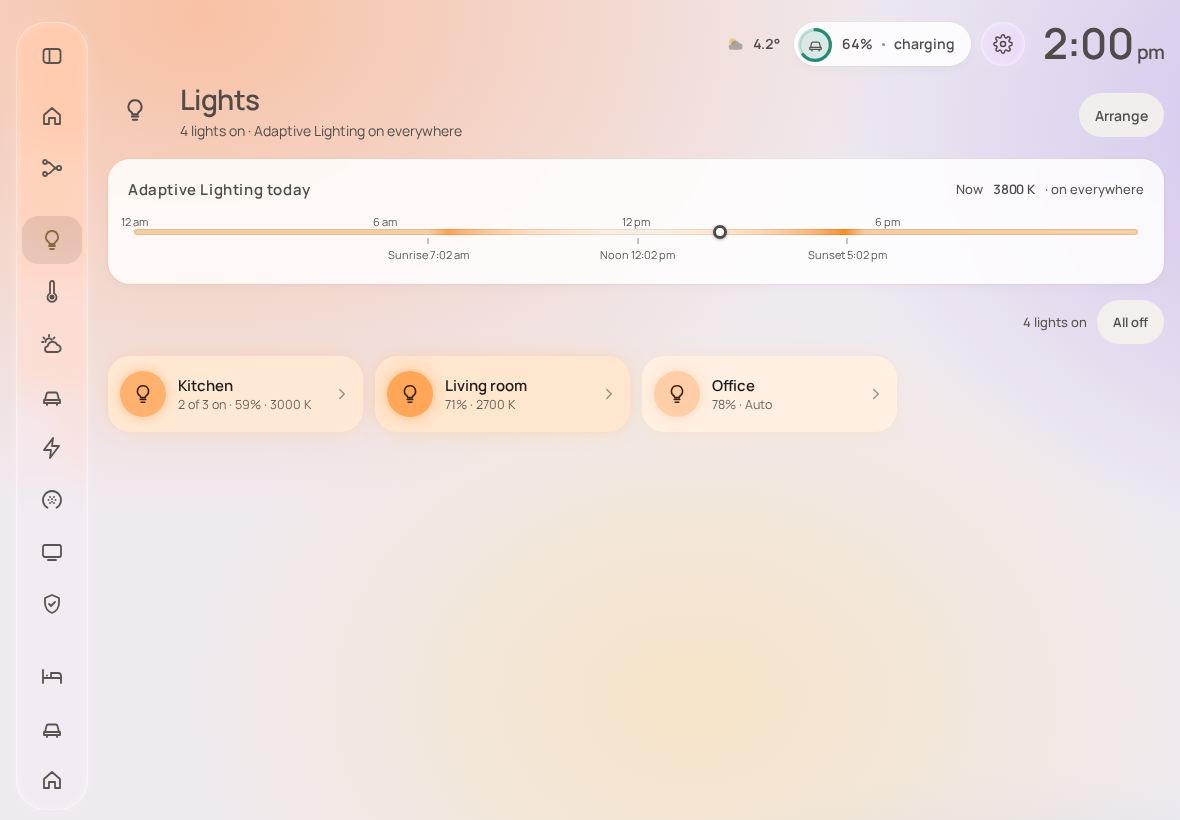 4.2° 64% • charging 2:00 pm
Lights
4 lights on · Adaptive Lighting on everywhere
Arrange
Adaptive Lighting today
Now 3800 K · on everywhere
12 am 6 am 12 pm 6 pm
Sunrise 7:02 am Noon 12:02 pm Sunset 5:02 pm
4 lights on All off
Kitchen
2 of 3 on · 59% · 3000 K
Living room
71% · 2700 K
Office
78% · Auto